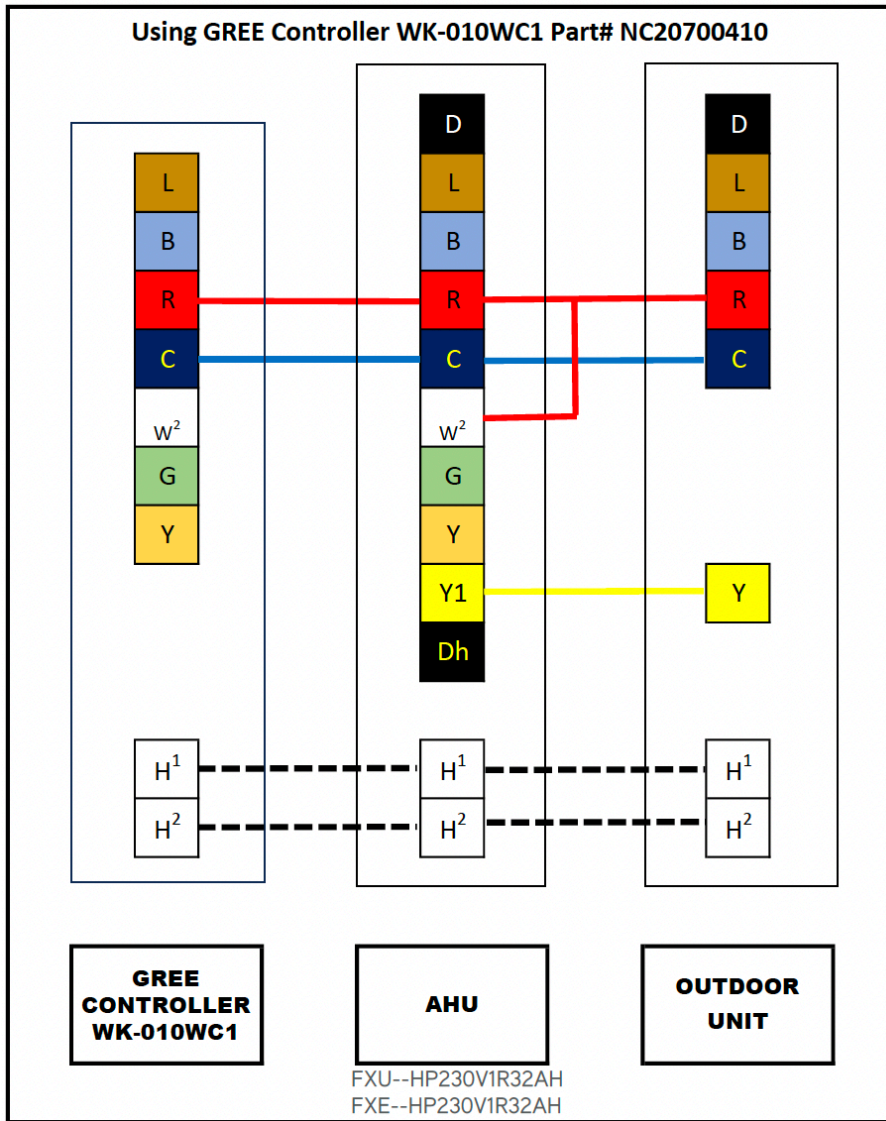 Using GREE Controller WK-010WC1 Part# NC20700410
D D
L L L
B B B
R R R
C C C
W² W²
G G
Y Y
Y1 Y
Dh
H¹ H¹ H¹
H² H² H²
GREE
CONTROLLER
WK-010WC1
AHU
OUTDOOR
UNIT
FXU--HP230V1R32AH
FXE--HP230V1R32AH